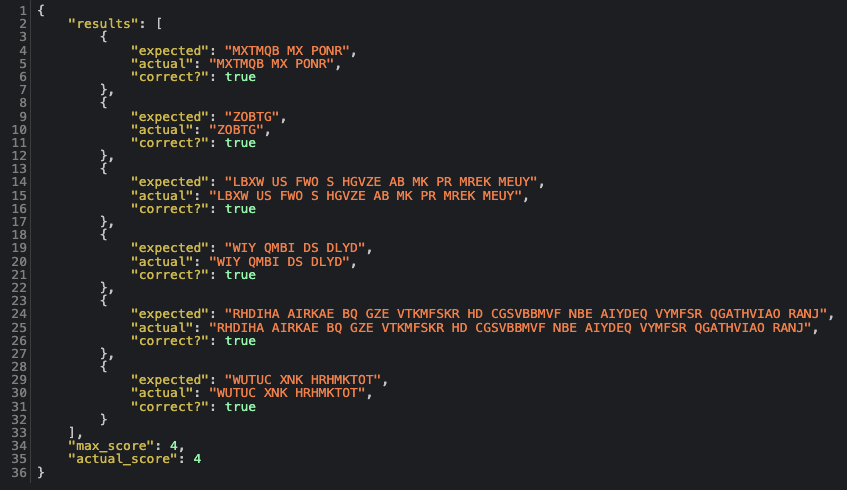 1 {
2 "results": [
3 {
4 "expected": "MXTMQB MX PONR",
5 "actual": "MXTMQB MX PONR",
6 "correct?": true
7 },
8 {
9 "expected": "ZOBTG",
10 "actual": "ZOBTG",
11 "correct?": true
12 },
13 {
14 "expected": "LBXW US FWO S HGVZE AB MK PR MREK MEUY",
15 "actual": "LBXW US FWO S HGVZE AB MK PR MREK MEUY",
16 "correct?": true
17 },
18 {
19 "expected": "WIY QMBI DS DLYD",
20 "actual": "WIY QMBI DS DLYD",
21 "correct?": true
22 },
23 {
24 "expected": "RHDIHA AIRKAE BQ GZE VTKMFSKR HD CGSVBBMVF NBE AIYDEQ VYMFSR QGATHVIAO RANJ",
25 "actual": "RHDIHA AIRKAE BQ GZE VTKMFSKR HD CGSVBBMVF NBE AIYDEQ VYMFSR QGATHVIAO RANJ",
26 "correct?": true
27 },
28 {
29 "expected": "WUTUC XNK HRHMKTOT",
30 "actual": "WUTUC XNK HRHMKTOT",
31 "correct?": true
32 }
33 ],
34 "max_score": 4,
35 "actual_score": 4
36 }